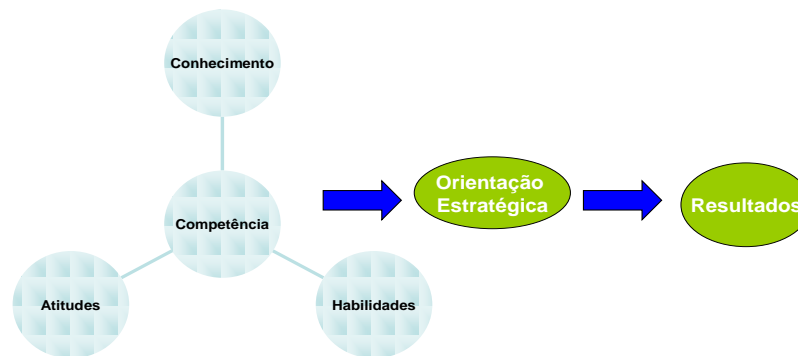 Conhecimento
Competência
Atitudes
Habilidades
Orientação
Estratégica
Resultados